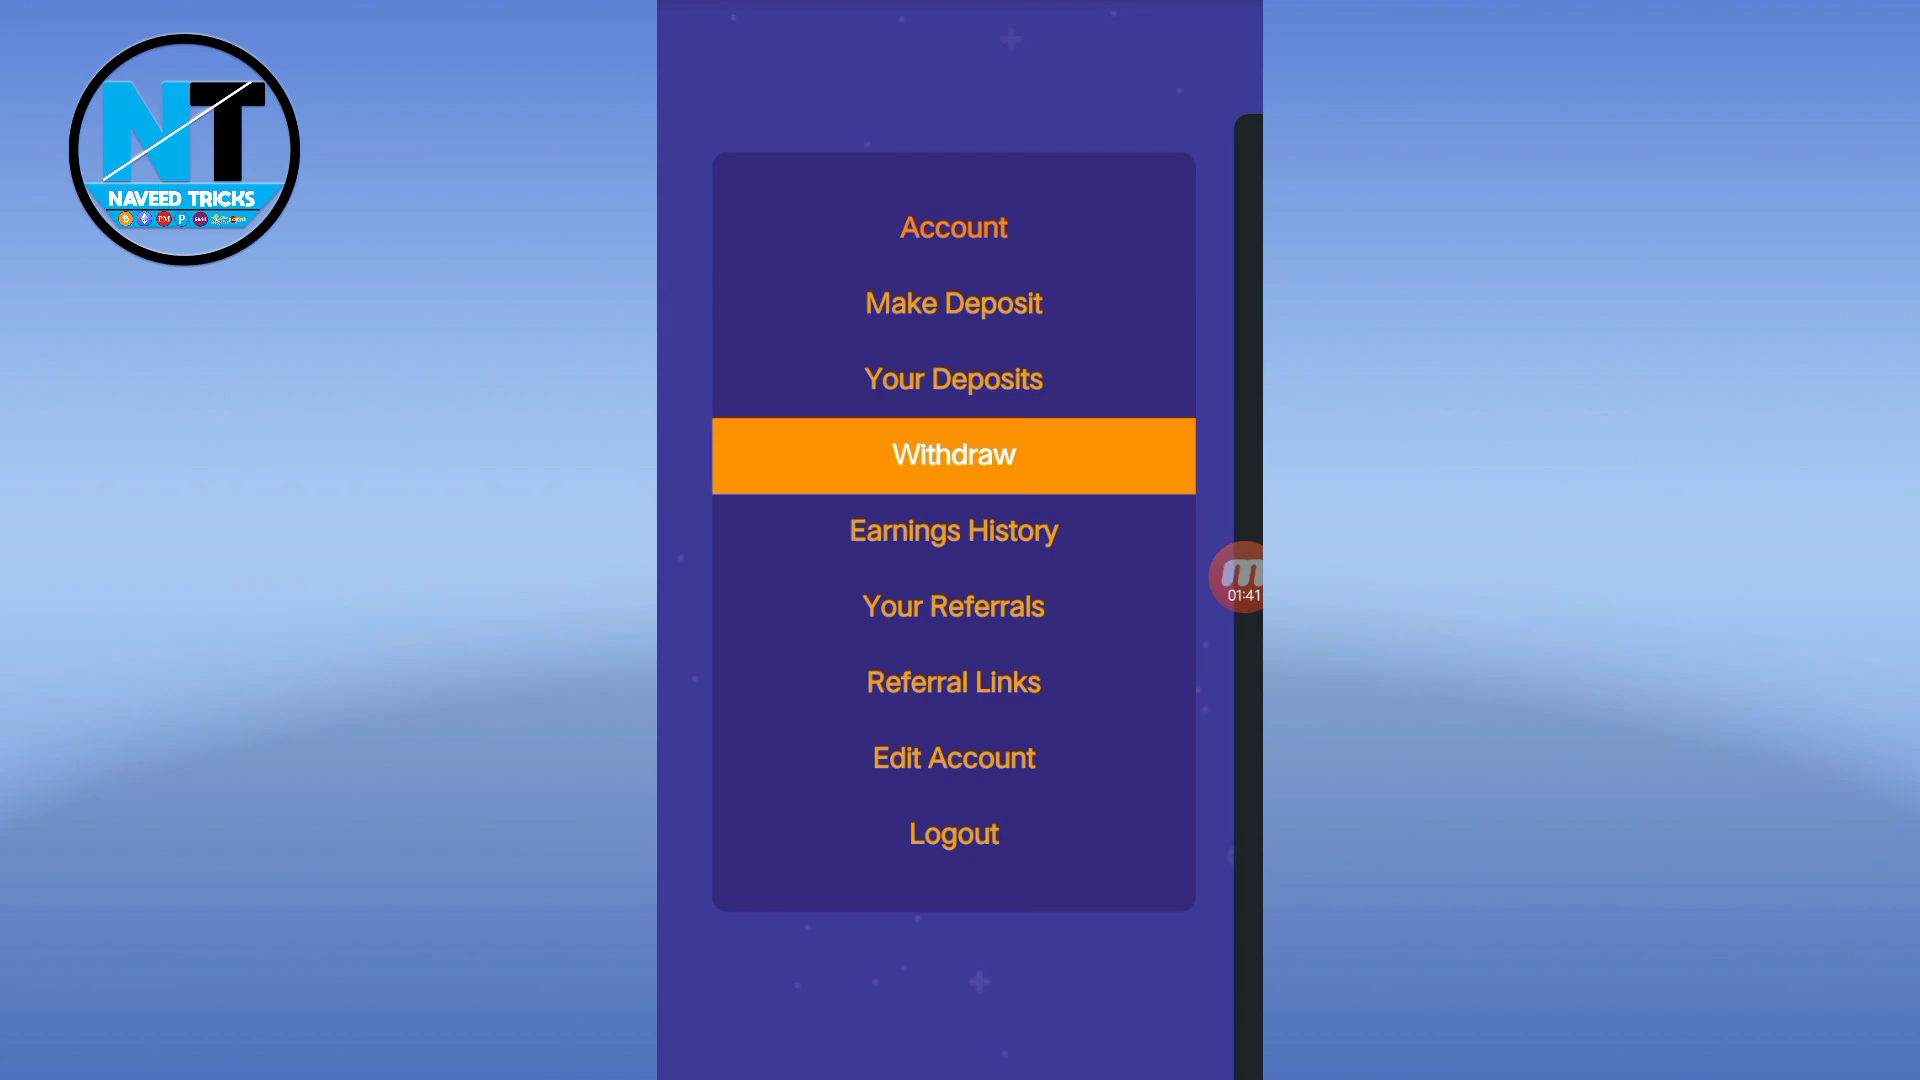 NT
NAVEED TRICKS
Account
Make Deposit
Your Deposits
Withdraw
Earnings History
Your Referrals
Referral Links
Edit Account
Logout
m
01:41